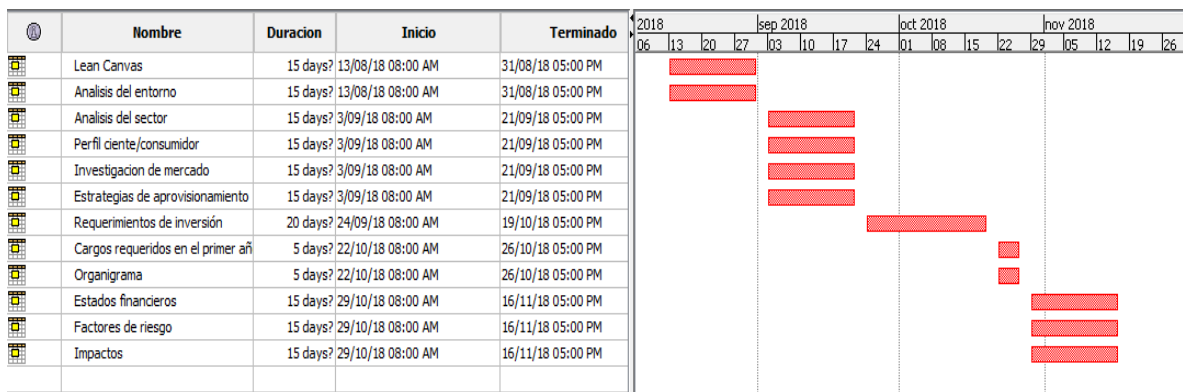 Nombre Duracion Inicio Terminado 2018 sep 2018 oct 2018 nov 2018
06 13 20 27 03 10 17 24 01 08 15 22 29 05 12 19 26
Lean Canvas 15 days? 13/08/18 08:00 AM 31/08/18 05:00 PM
Analisis del entorno 15 days? 13/08/18 08:00 AM 31/08/18 05:00 PM
Analisis del sector 15 days? 3/09/18 08:00 AM 21/09/18 05:00 PM
Perfil ciente/consumidor 15 days? 3/09/18 08:00 AM 21/09/18 05:00 PM
Investigacion de mercado 15 days? 3/09/18 08:00 AM 21/09/18 05:00 PM
Estrategias de aprovisionamiento 15 days? 3/09/18 08:00 AM 21/09/18 05:00 PM
Requerimientos de inversión 20 days? 24/09/18 08:00 AM 19/10/18 05:00 PM
Cargos requeridos en el primer añ 5 days? 22/10/18 08:00 AM 26/10/18 05:00 PM
Organigrama 5 days? 22/10/18 08:00 AM 26/10/18 05:00 PM
Estados financieros 15 days? 29/10/18 08:00 AM 16/11/18 05:00 PM
Factores de riesgo 15 days? 29/10/18 08:00 AM 16/11/18 05:00 PM
Impactos 15 days? 29/10/18 08:00 AM 16/11/18 05:00 PM